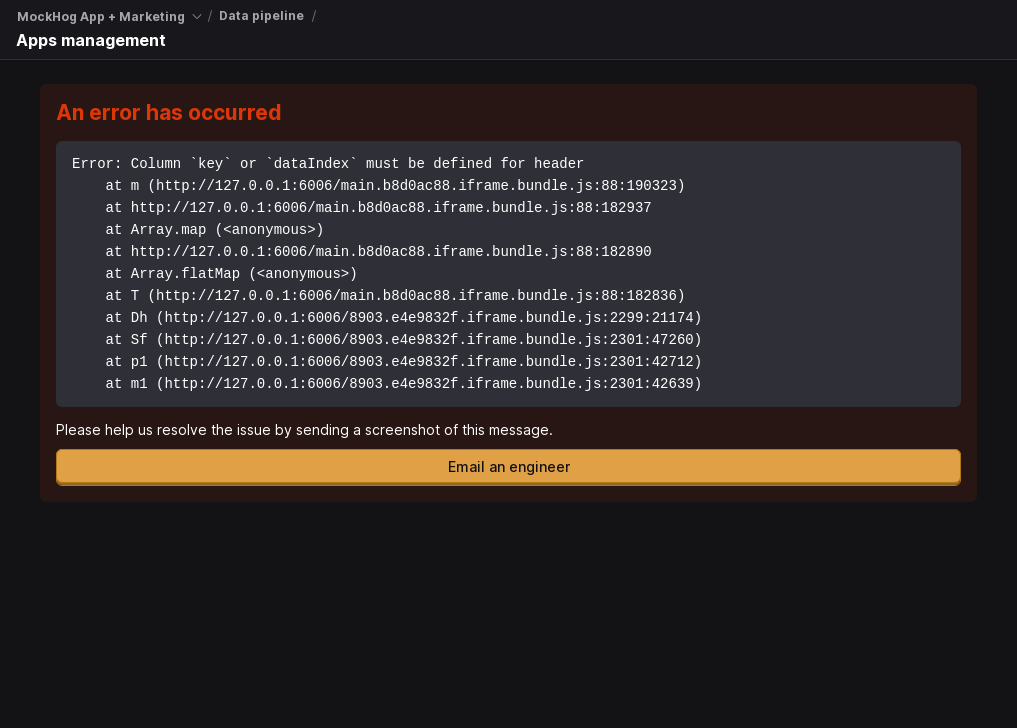 MockHog App + Marketing / Data pipeline /
Apps management
An error has occurred
Error: Column `key` or `dataIndex` must be defined for header
    at m (http://127.0.0.1:6006/main.b8d0ac88.iframe.bundle.js:88:190323)
    at http://127.0.0.1:6006/main.b8d0ac88.iframe.bundle.js:88:182937
    at Array.map (<anonymous>)
    at http://127.0.0.1:6006/main.b8d0ac88.iframe.bundle.js:88:182890
    at Array.flatMap (<anonymous>)
    at T (http://127.0.0.1:6006/main.b8d0ac88.iframe.bundle.js:88:182836)
    at Dh (http://127.0.0.1:6006/8903.e4e9832f.iframe.bundle.js:2299:21174)
    at Sf (http://127.0.0.1:6006/8903.e4e9832f.iframe.bundle.js:2301:47260)
    at p1 (http://127.0.0.1:6006/8903.e4e9832f.iframe.bundle.js:2301:42712)
    at m1 (http://127.0.0.1:6006/8903.e4e9832f.iframe.bundle.js:2301:42639)
Please help us resolve the issue by sending a screenshot of this message.
Email an engineer